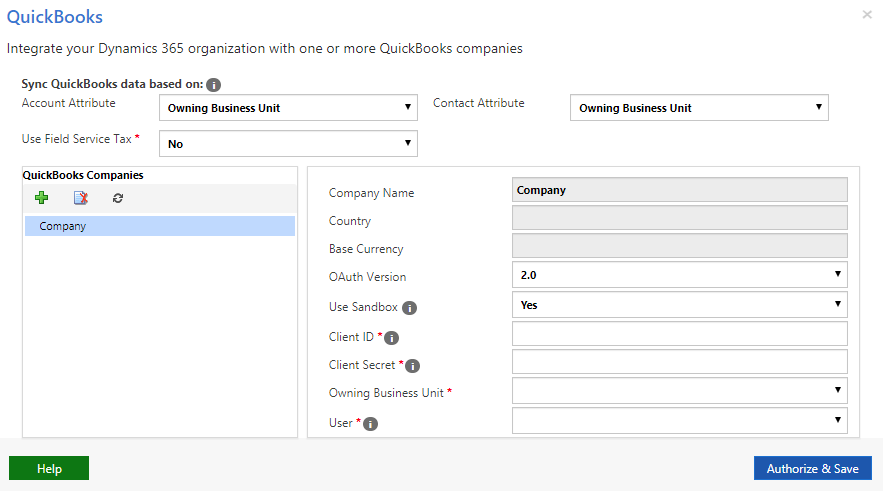 QuickBooks
Integrate your Dynamics 365 organization with one or more QuickBooks companies
Sync QuickBooks data based on:
Account Attribute Owning Business Unit Contact Attribute Owning Business Unit
Use Field Service Tax * No
QuickBooks Companies
Company
Company Name Company
Country
Base Currency
OAuth Version 2.0
Use Sandbox Yes
Client ID *
Client Secret *
Owning Business Unit *
User *
Help Authorize & Save